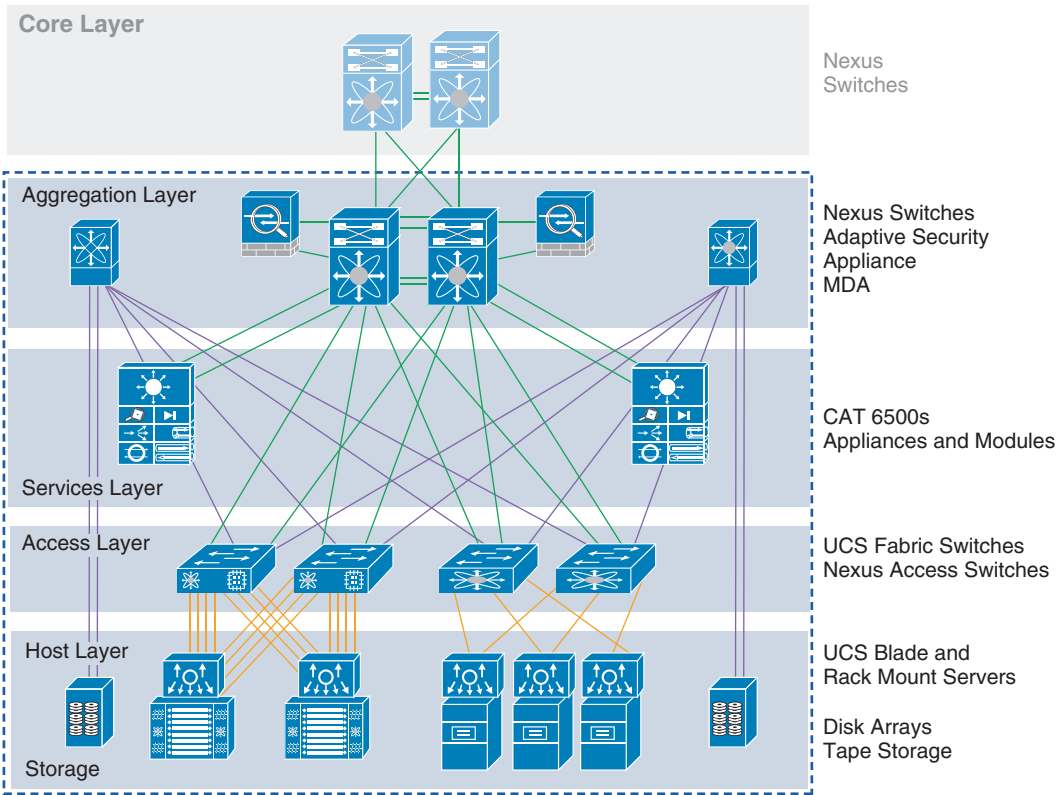 Core Layer
Nexus
Switches
Aggregation Layer
Nexus Switches
Adaptive Security
Appliance
MDA
CAT 6500s
Appliances and Modules
Services Layer
Access Layer
UCS Fabric Switches
Nexus Access Switches
Host Layer
UCS Blade and
Rack Mount Servers
Disk Arrays
Tape Storage
Storage